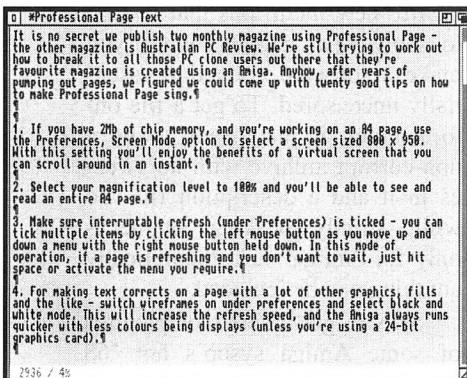 *Professional Page Text
It is no secret we publish two monthly magazine using Professional Page -
the other magazine is Australian PC Review. We're still trying to work out
how to break it to all those PC clone users out there that they're
favourite magazine is created using an Amiga. Anyhow, after years of
pumping out pages, we figured we could come up with twenty good tips on how
to make Professional Page sing.¶
¶
¶
1. If you have 2Mb of chip memory, and you're working on an A4 page, use
the Preferences, Screen Mode option to select a screen sized 800 x 950.
With this setting you'll enjoy the benefits of a virtual screen that you
can scroll around in an instant. ¶
¶
2. Select your magnification level to 100% and you'll be able to see and
read an entire A4 page.¶
¶
3. Make sure interruptable refresh (under Preferences) is ticked - you can
tick multiple items by clicking the left mouse button as you move up and
down a menu with the right mouse button held down. In this mode of
operation, if a page is refreshing and you don't want to wait, just hit
space or activate the menu you require.¶
¶
4. For making text corrects on a page with a lot of other graphics, fills
and the like - switch wireframes on under preferences and select black and
white mode. This will increase the refresh speed, and the Amiga always runs
quicker with less colours being displays (unless you're using a 24-bit
graphics card).¶
¶
2936 / 4%